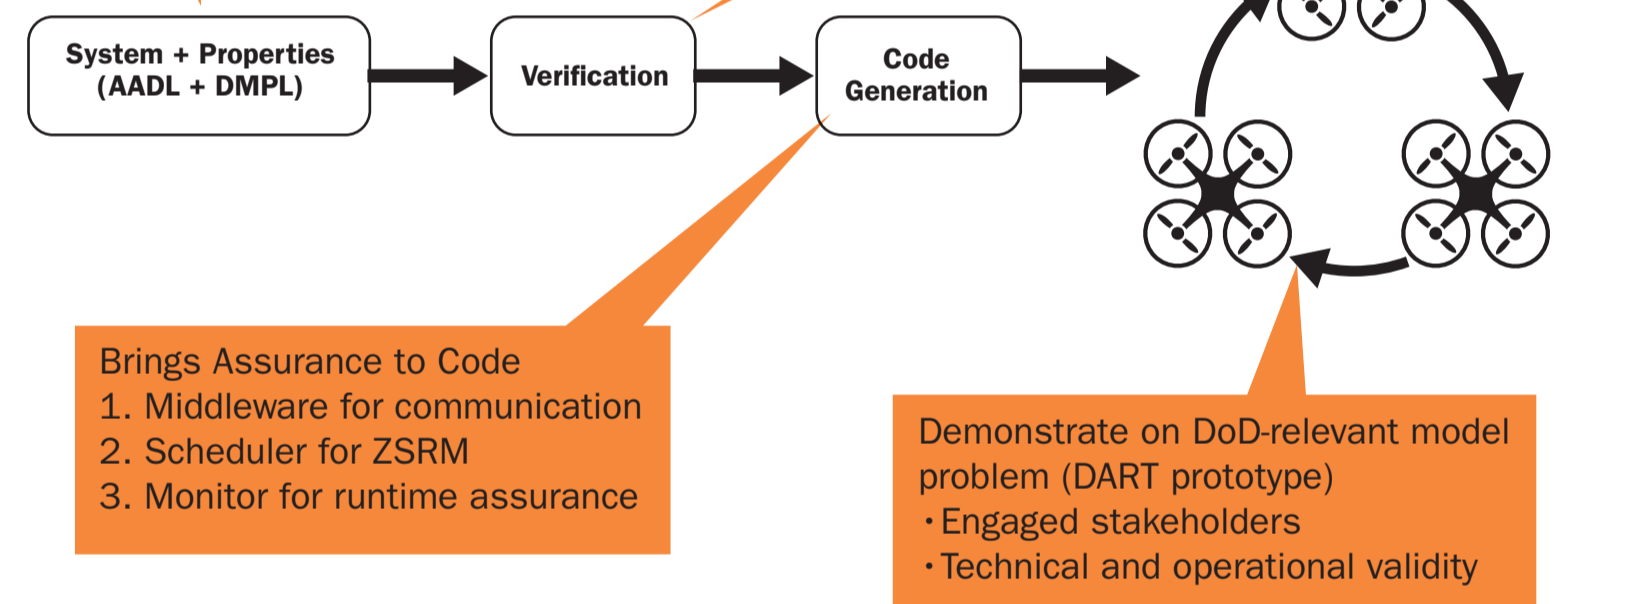 System + Properties
(AADL + DMPL)
Verification
Code
Generation
Brings Assurance to Code
1. Middleware for communication
2. Scheduler for ZSRM
3. Monitor for runtime assurance
Demonstrate on DoD-relevant model
problem (DART prototype)
· Engaged stakeholders
· Technical and operational validity